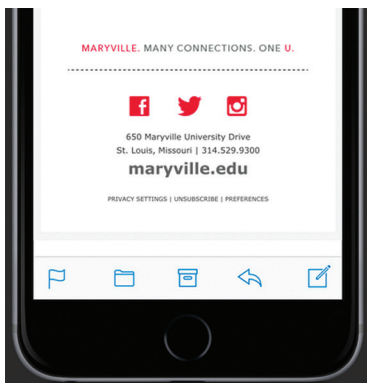 MARYVILLE. MANY CONNECTIONS. ONE U.
650 Maryville University Drive
St. Louis, Missouri | 314.529.9300
maryville.edu
PRIVACY SETTINGS | UNSUBSCRIBE | PREFERENCES